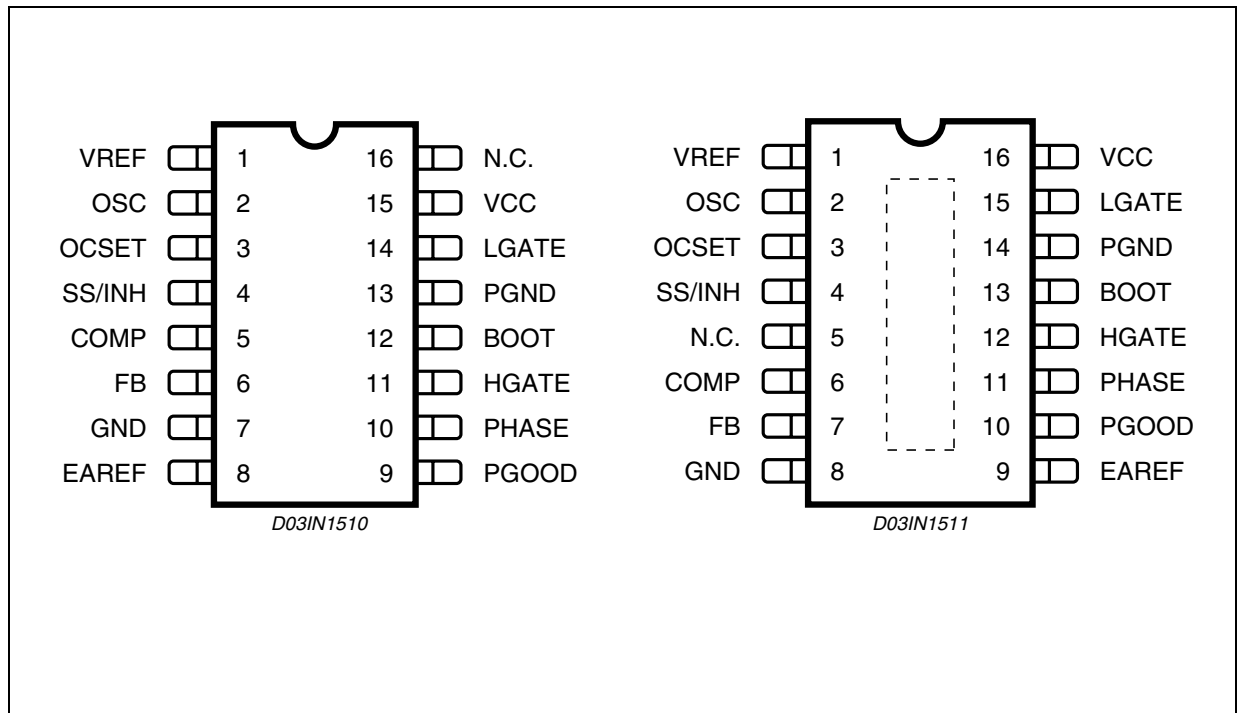 VREF 1 16 N.C.
OSC 2 15 VCC
OCSET 3 14 LGATE
SS/INH 4 13 PGND
COMP 5 12 BOOT
FB 6 11 HGATE
GND 7 10 PHASE
EAREF 8 9 PGOOD
D03IN1510
VREF 1 16 VCC
OSC 2 15 LGATE
OCSET 3 14 PGND
SS/INH 4 13 BOOT
N.C. 5 12 HGATE
COMP 6 11 PHASE
FB 7 10 PGOOD
GND 8 9 EAREF
D03IN1511